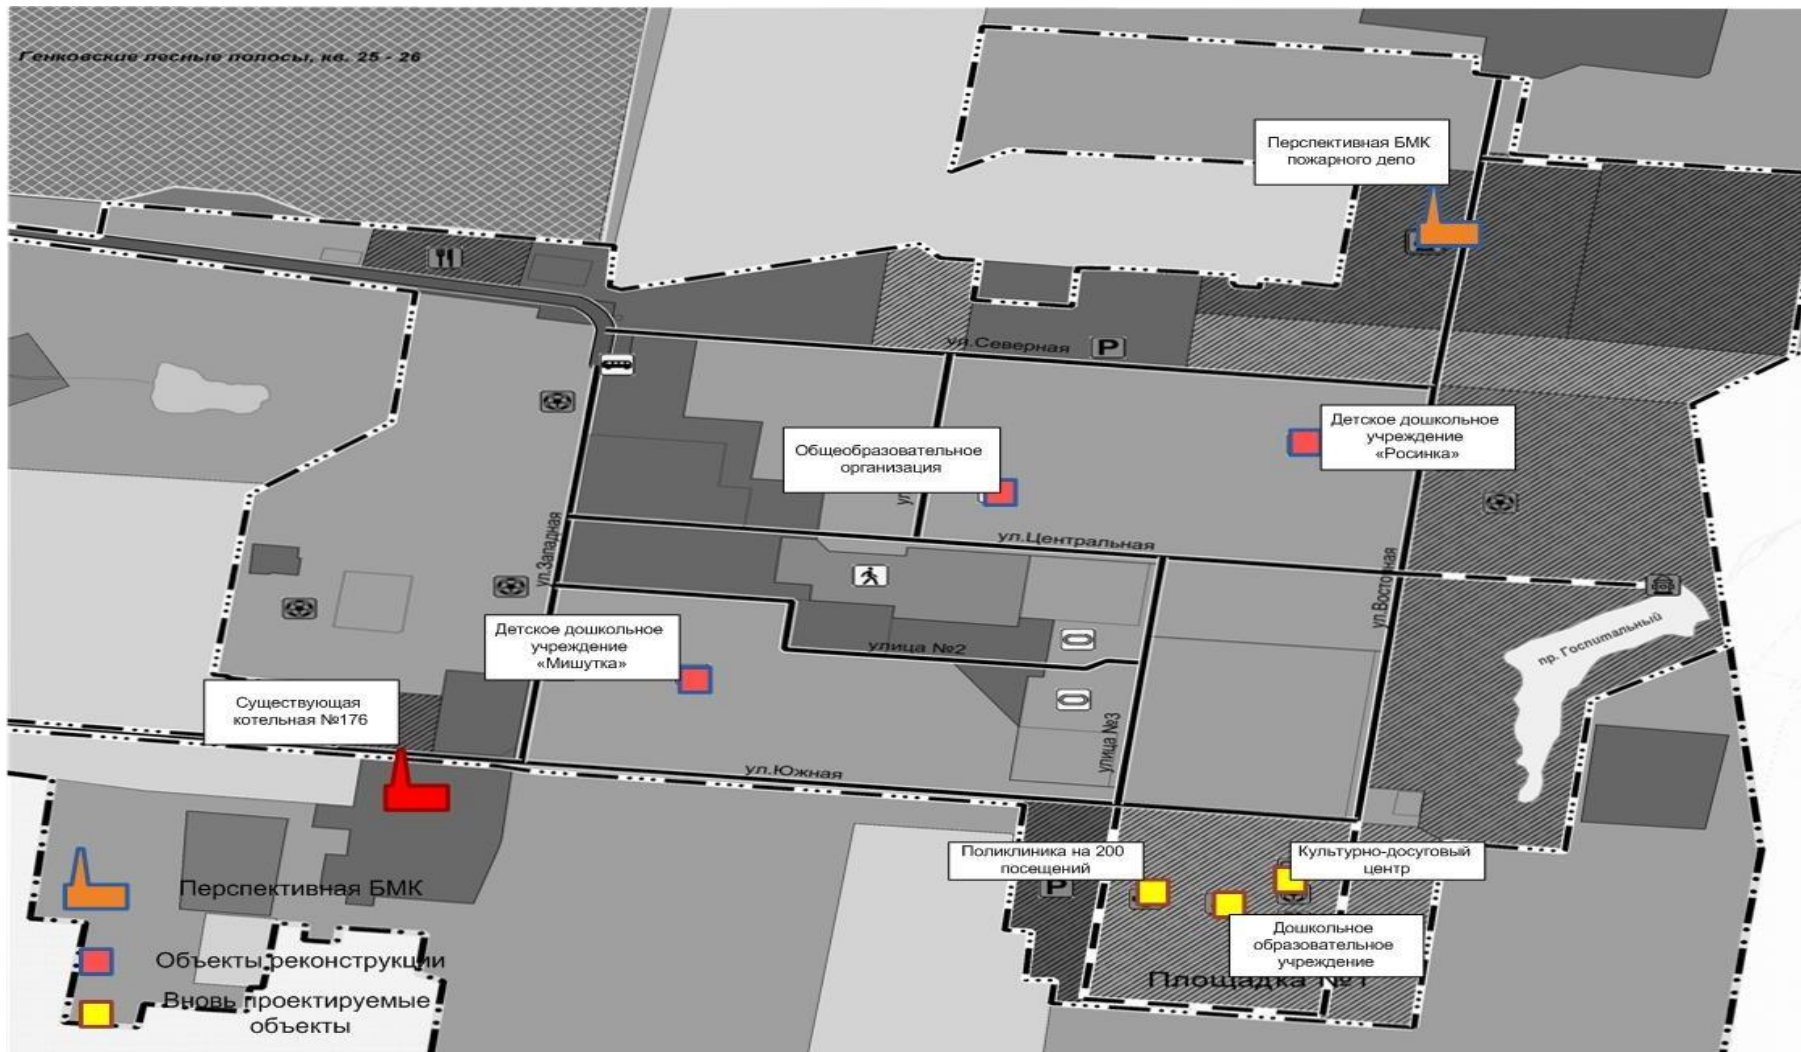 Генковские лесные полосы, кв. 25 - 26
Перспективная БМК
пожарного депо
ул.Северная
P
Детское дошкольное
учреждение
«Росинка»
Общеобразовательное
организация
ул.Центральная
ул.Западная
ул.Восточная
Детское дошкольное
учреждение
«Мишутка»
улица №2
пр. Госпитальный
Существующая
котельная №176
улица №3
ул.Южная
Поликлиника на 200
посещений
P
Культурно-досуговый
центр
Дошкольное
образовательное
учреждение
Площадка №1
Перспективная БМК
Объекты реконструкции
Вновь проектируемые
объекты